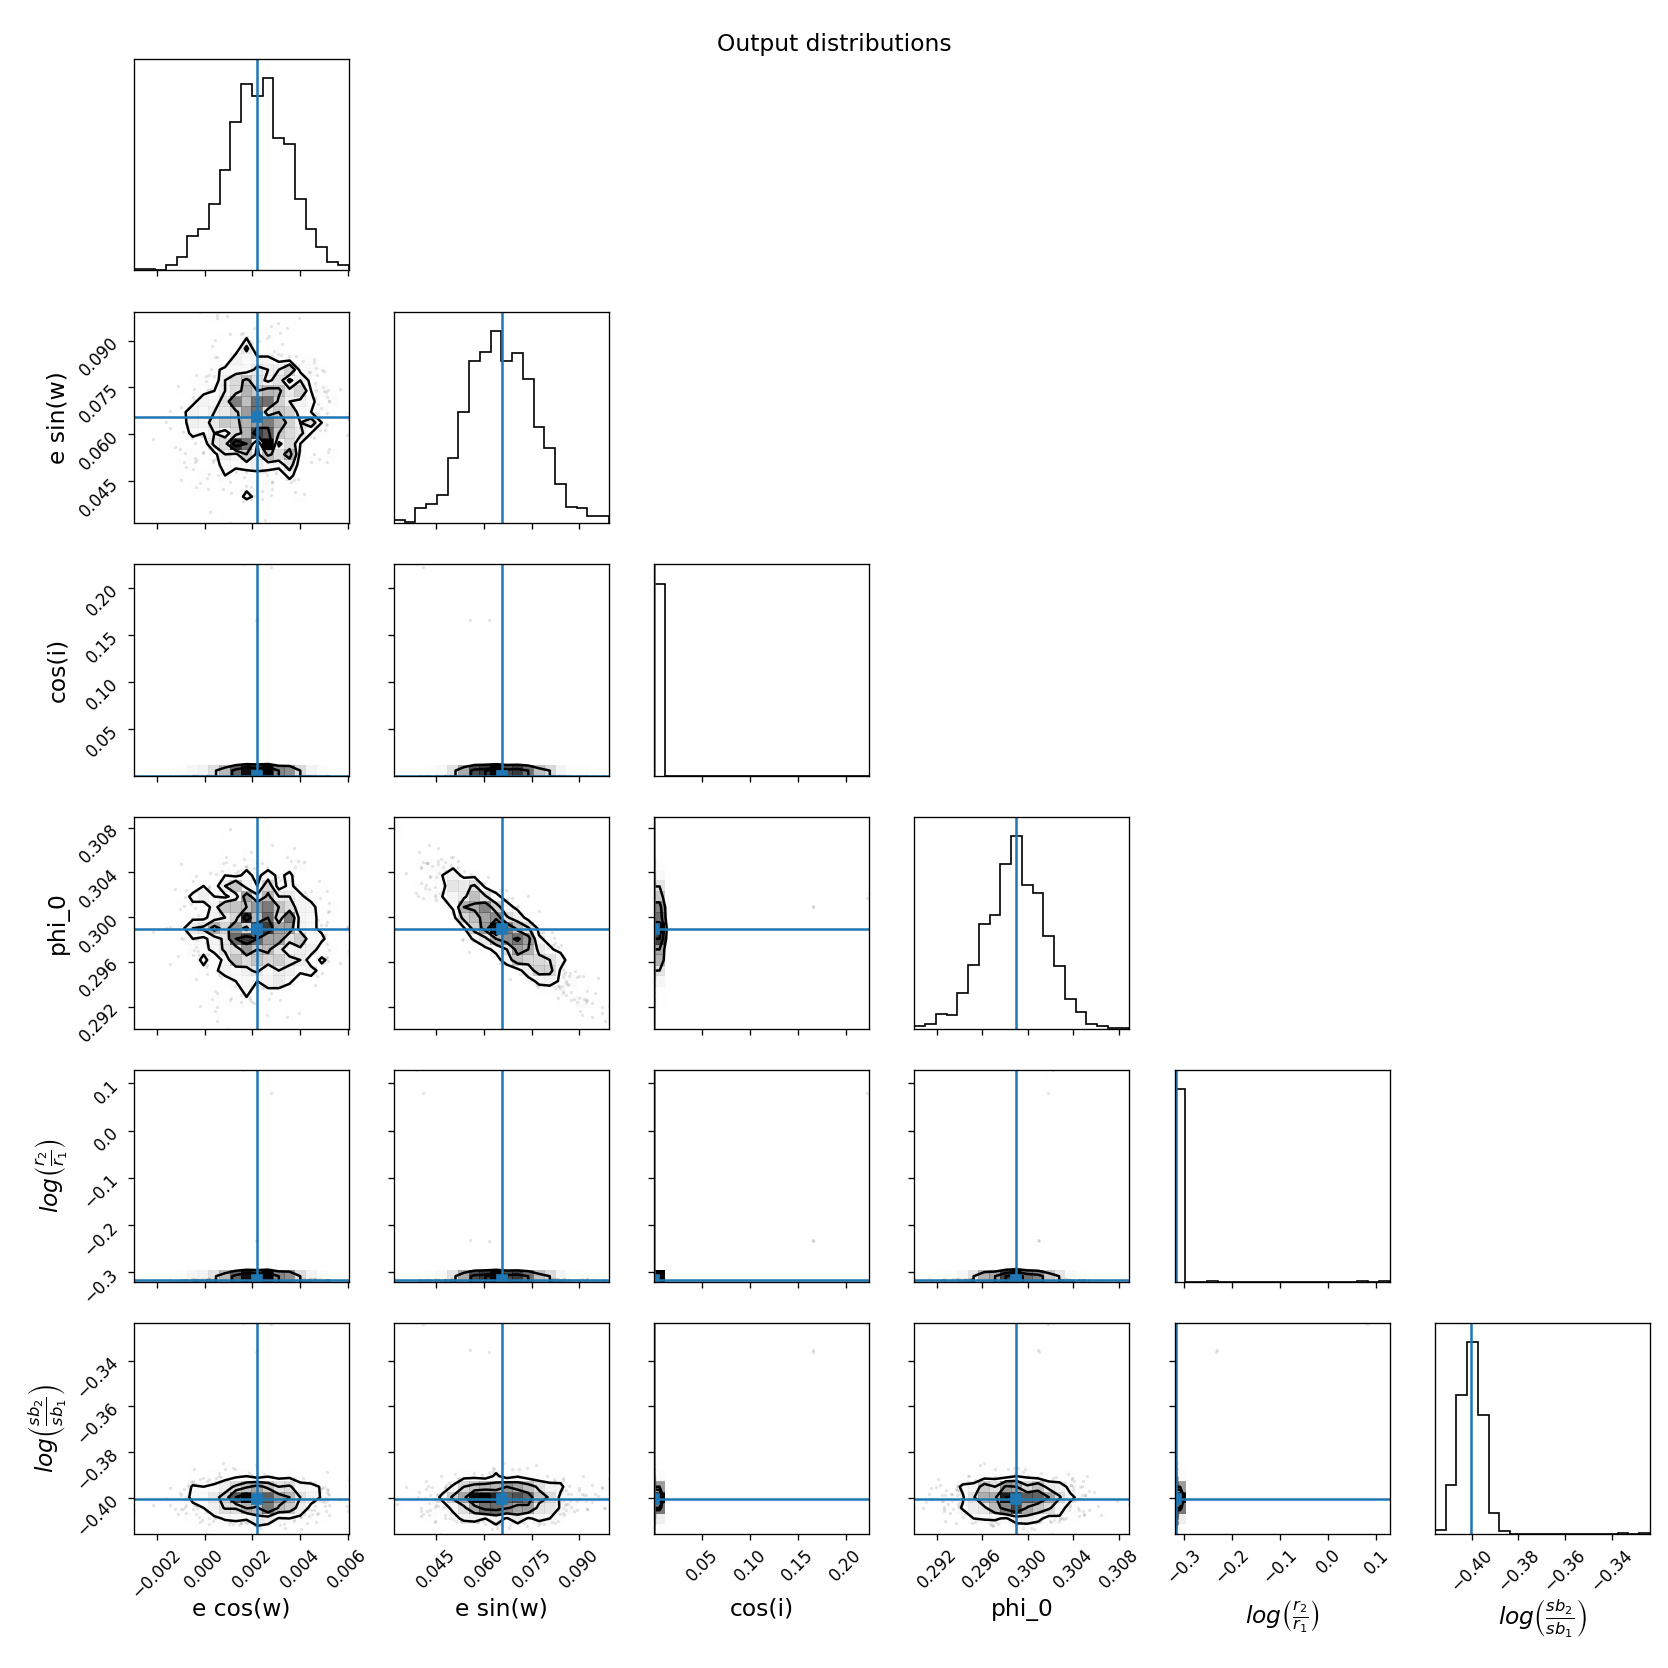 Output distributions
e sin(w)
0.090
0.075
0.060
0.045
cos(i)
0.20
0.15
0.10
0.05
phi_0
0.308
0.304
0.300
0.296
0.292
log(r₂/r₁)
0.1
0.0
−0.1
−0.2
−0.3
log(sb₂/sb₁)
−0.34
−0.36
−0.38
−0.40
−0.002 0.000 0.002 0.004 0.006
0.045 0.060 0.075 0.090
0.05 0.10 0.15 0.20
0.292 0.296 0.300 0.304 0.308
−0.3 −0.2 −0.1 0.0 0.1
−0.40 −0.38 −0.36 −0.34
e cos(w) e sin(w) cos(i) phi_0 log(r₂/r₁) log(sb₂/sb₁)